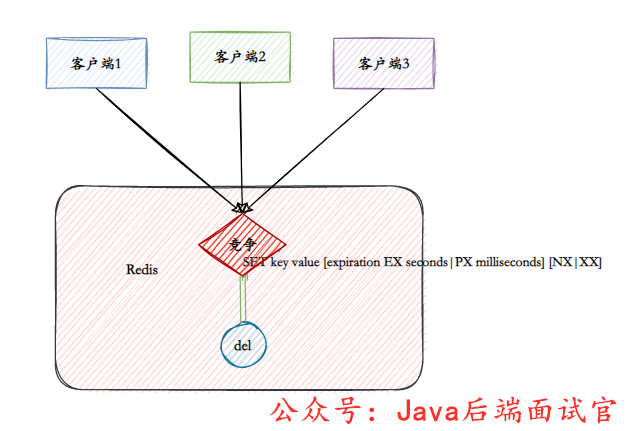 客户端1
客户端2
客户端3
竞争
SET key value [expiration EX seconds|PX milliseconds] [NX|XX]
Redis
del
公众号：Java后端面试官